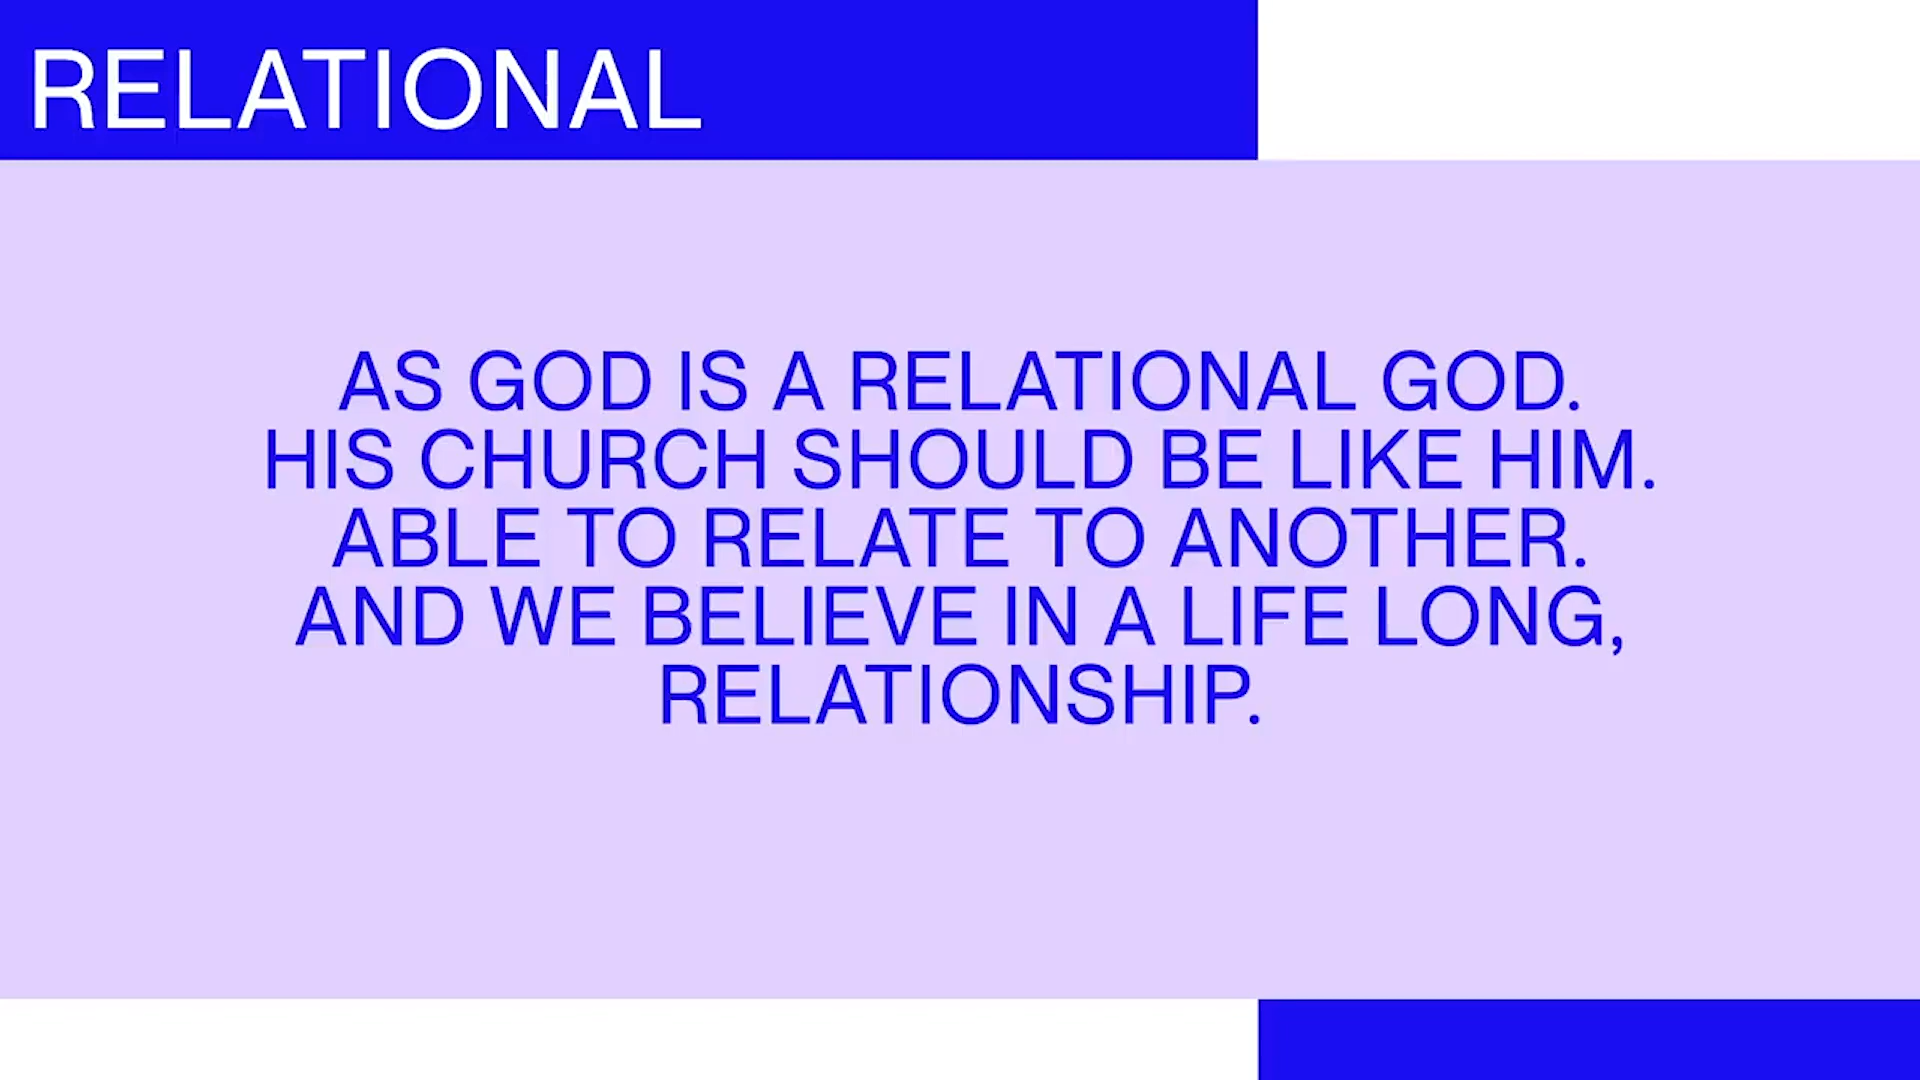 RELATIONAL
AS GOD IS A RELATIONAL GOD.
HIS CHURCH SHOULD BE LIKE HIM.
ABLE TO RELATE TO ANOTHER.
AND WE BELIEVE IN A LIFE LONG,
RELATIONSHIP.